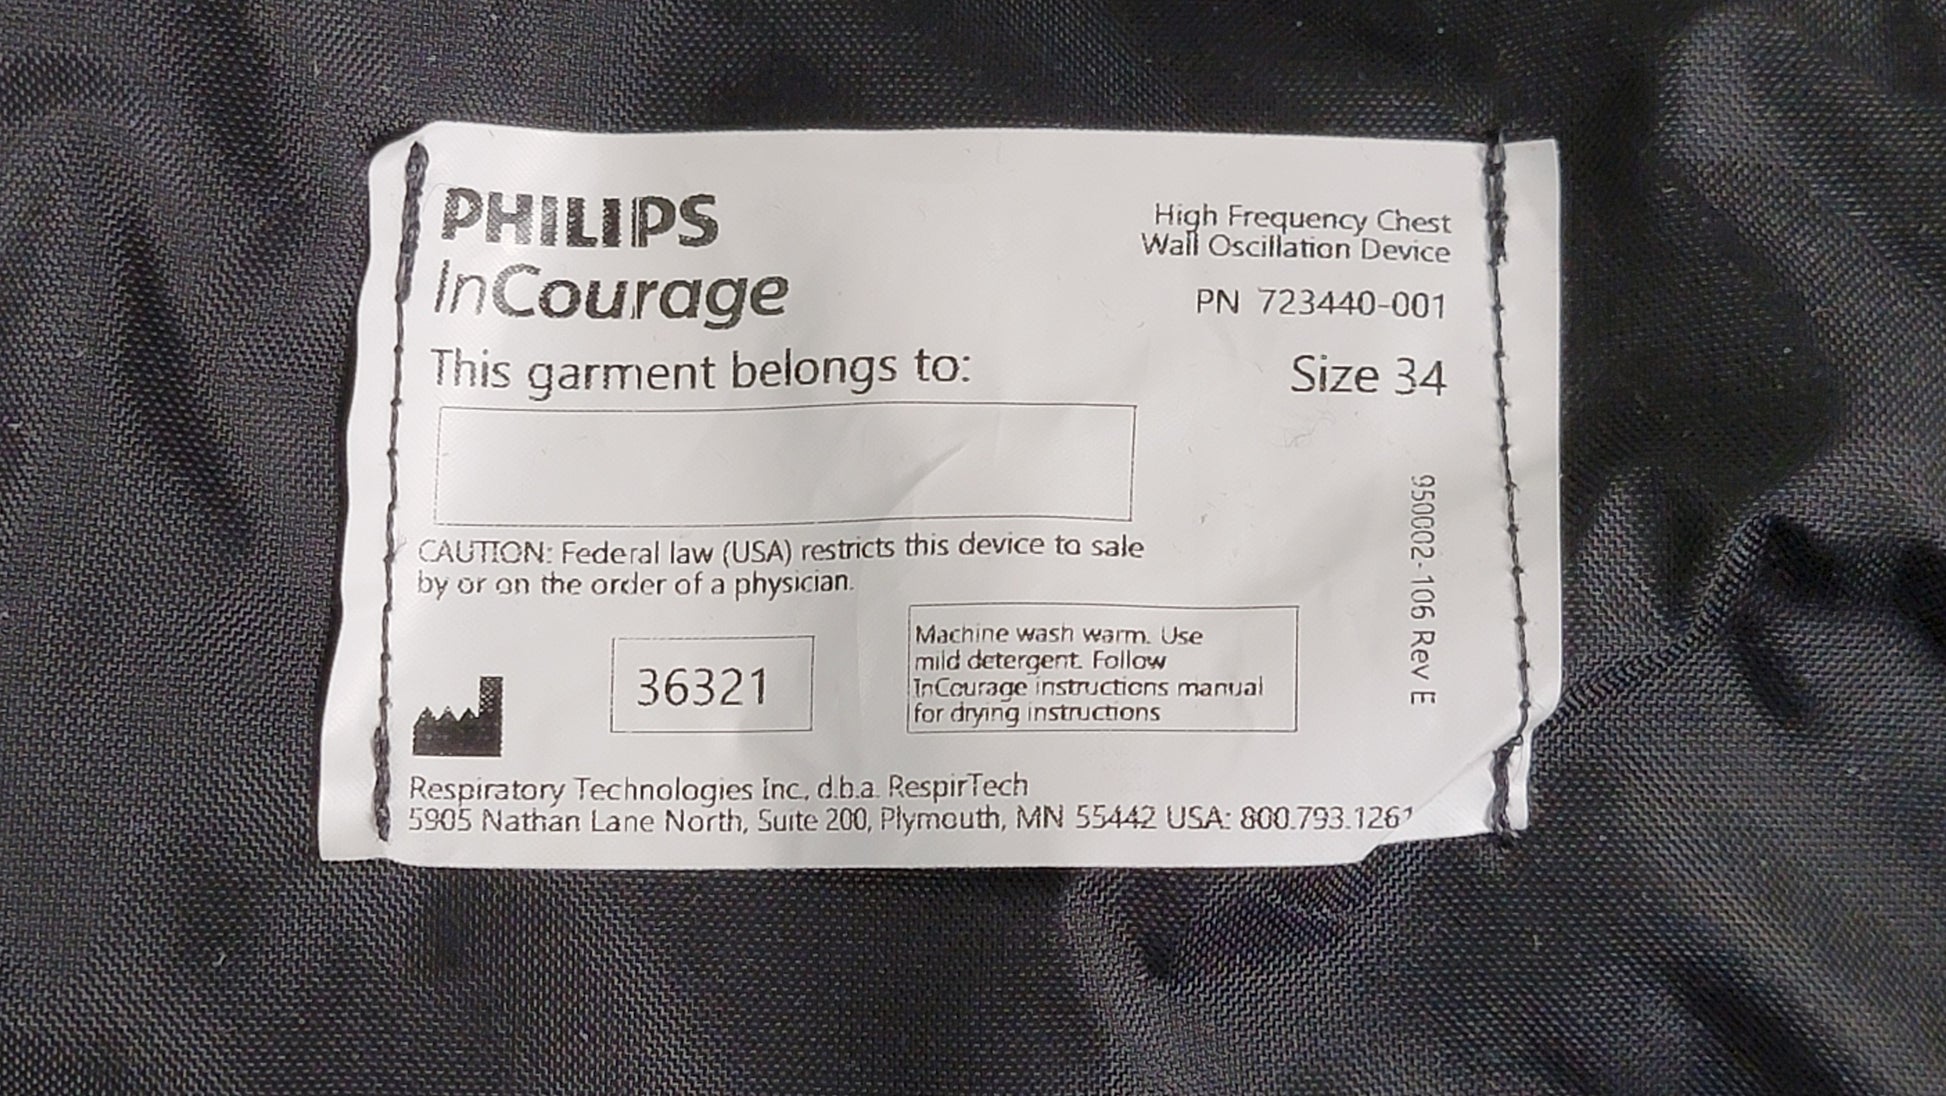 PHILIPS
InCourage
High Frequency Chest
Wall Oscillation Device
PN 723440-001
This garment belongs to:
Size 34
CAUTION: Federal law (USA) restricts this device to sale
by or on the order of a physician.
36321
Machine wash warm. Use
mild detergent. Follow
InCourage instructions manual
for drying instructions
950002-106 Rev E
Respiratory Technologies Inc, d.b.a. RespirTech
5905 Nathan Lane North, Suite 200, Plymouth, MN 55442 USA: 800.793.1261